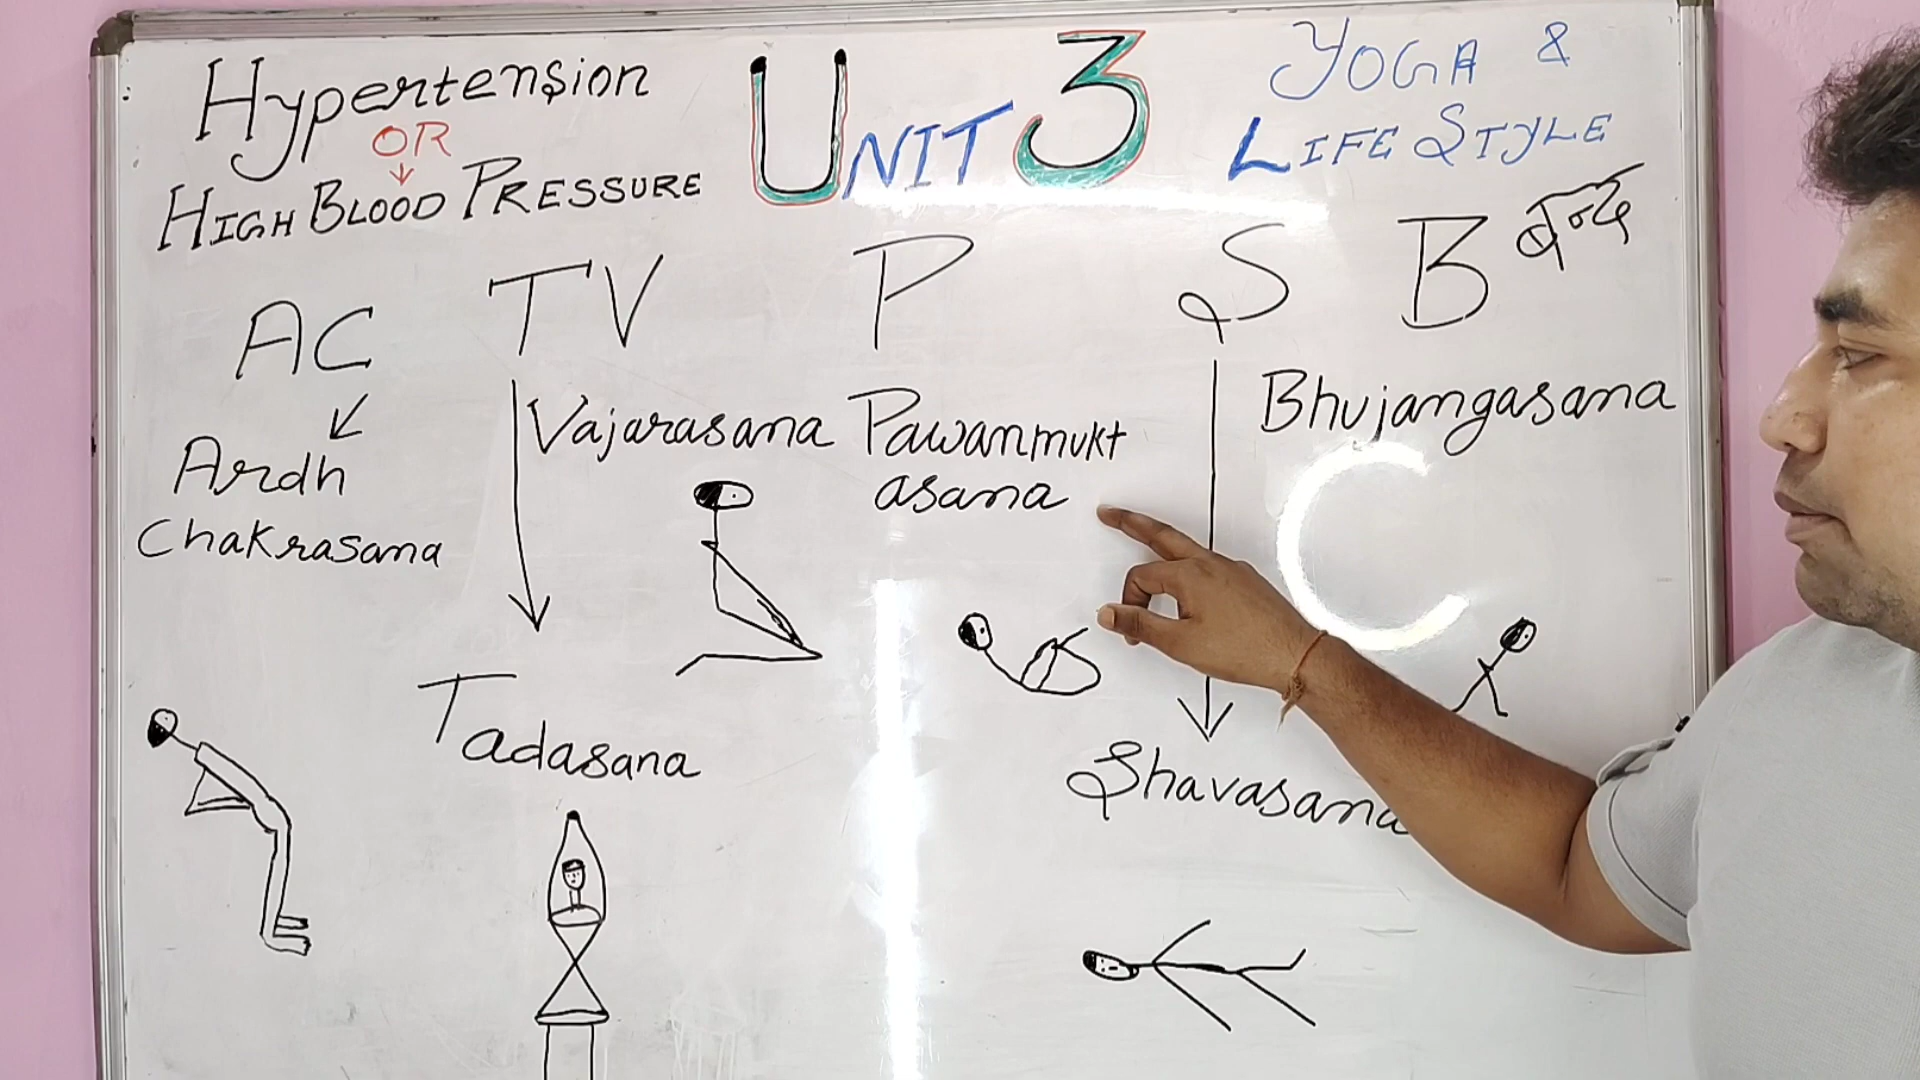 Hypertension
OR
HIGH BLOOD PRESSURE
UNIT 3
YOGA &
LIFE STYLE
AC TV P S B बन्द
Ardh
Chakrasana
Vajarasana
Pawanmukt
asana
Bhujangasana
Tadasana
Shavasana